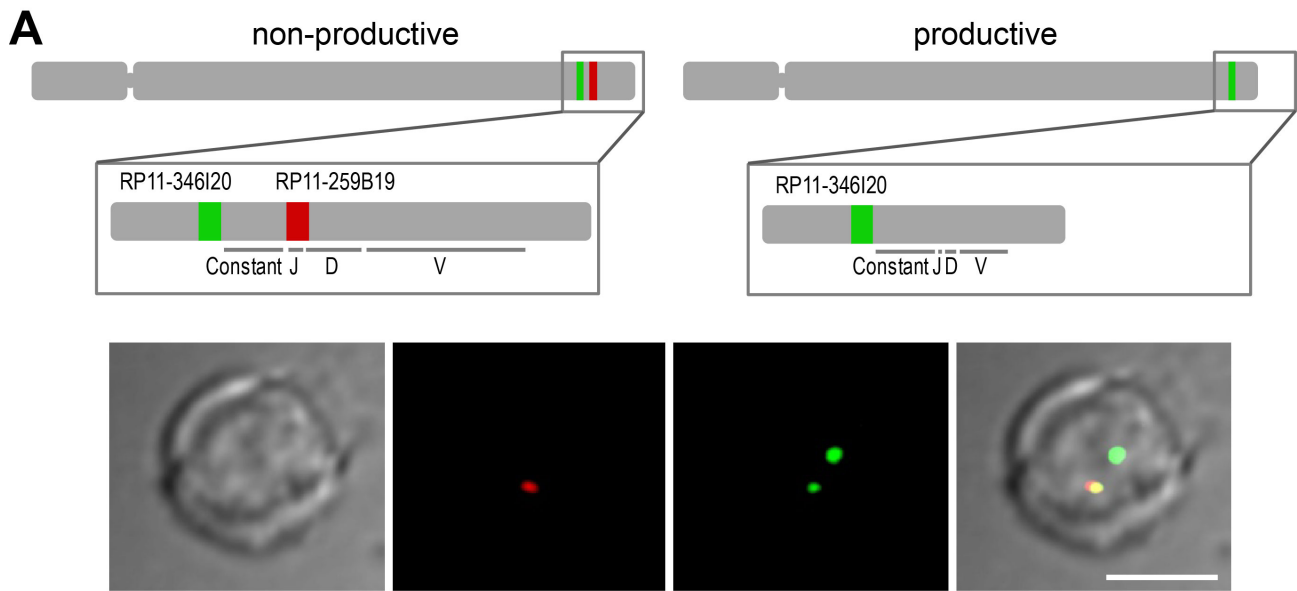 A
non-productive
productive
RP11-346I20
RP11-259B19
Constant J D V
RP11-346I20
Constant J D V